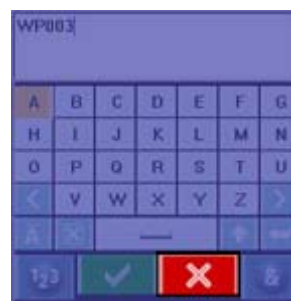 WP003
A B C D E F G
H I J K L M N
O P Q R S T U
< V W X Y Z >
123 &